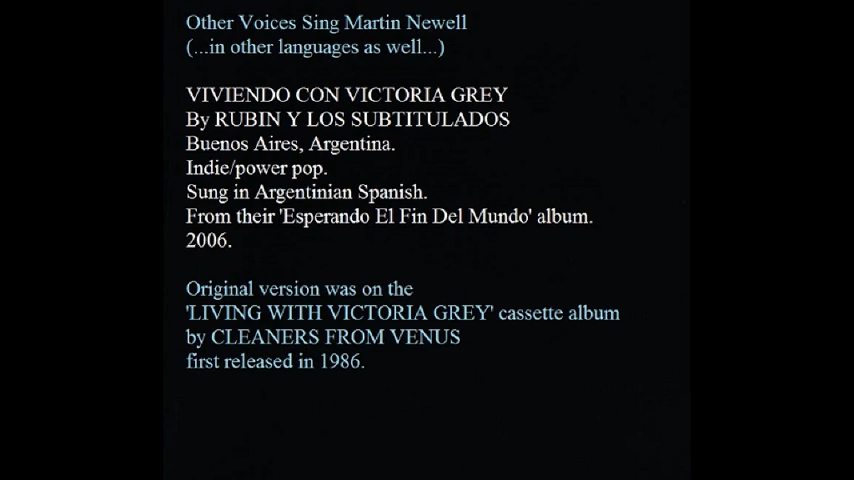 Other Voices Sing Martin Newell
(...in other languages as well...)
VIVIENDO CON VICTORIA GREY
By RUBIN Y LOS SUBTITULADOS
Buenos Aires, Argentina.
Indie/power pop.
Sung in Argentinian Spanish.
From their 'Esperando El Fin Del Mundo' album.
2006.
Original version was on the
'LIVING WITH VICTORIA GREY' cassette album
by CLEANERS FROM VENUS
first released in 1986.